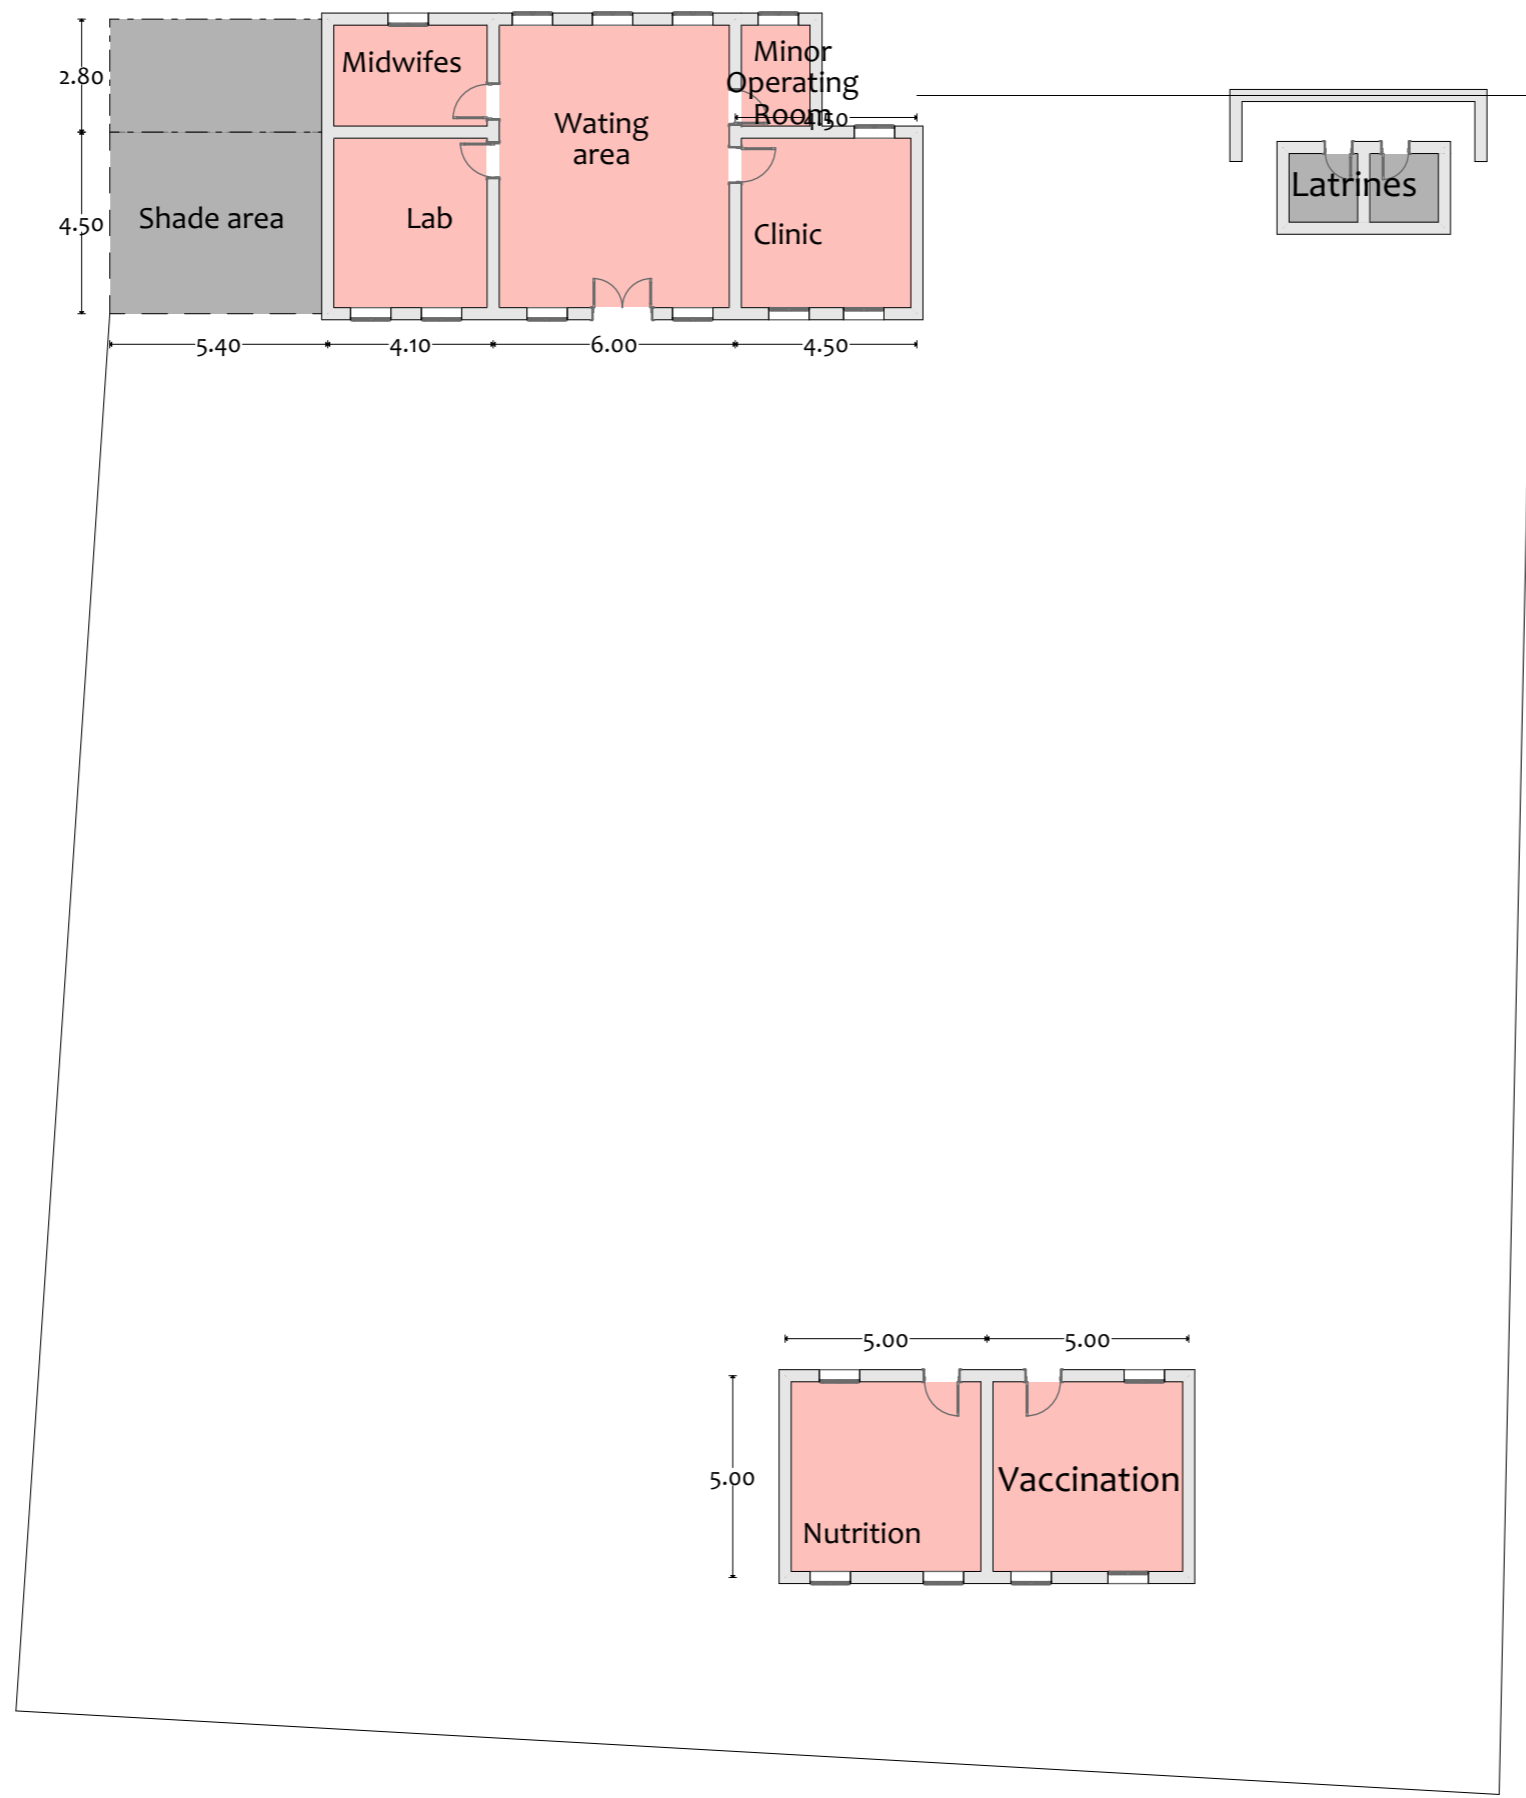 2.80
Midwifes
Minor
Operating
Room
4.50
Wating
area
Latrines
4.50
Shade area
Lab
Clinic
5.40
4.10
6.00
4.50
5.00
5.00
5.00
Vaccination
Nutrition